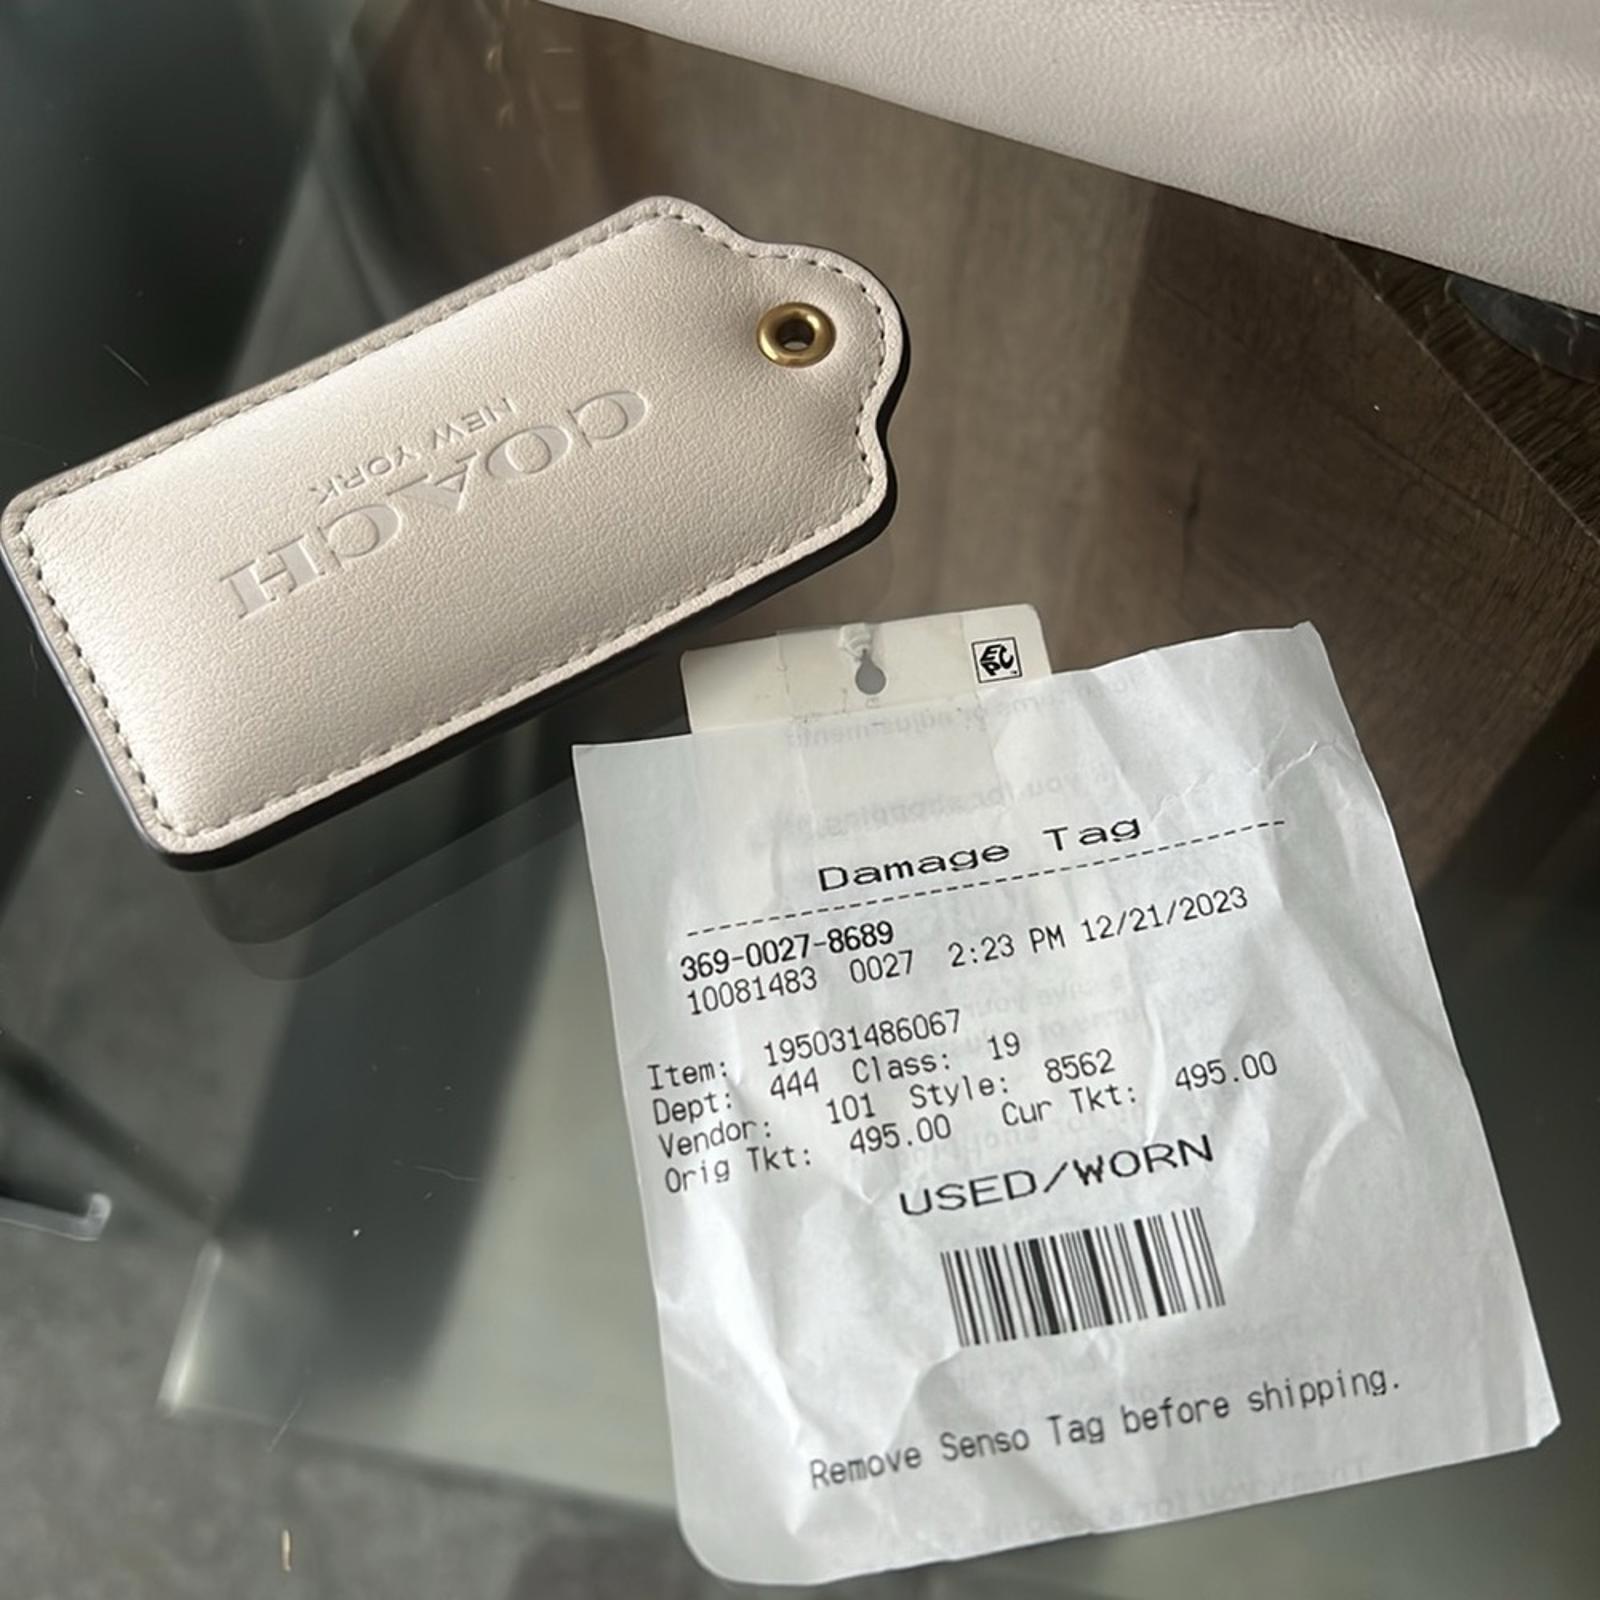 COACH
NEW YORK
EPC
Damage Tag
369-0027-8689
10081483 0027 2:23 PM 12/21/2023
Item: 195031486067
Dept: 444 Class: 19
Vendor: 101 Style: 8562
Orig Tkt: 495.00 Cur Tkt: 495.00
USED/WORN
Remove Senso Tag before shipping.